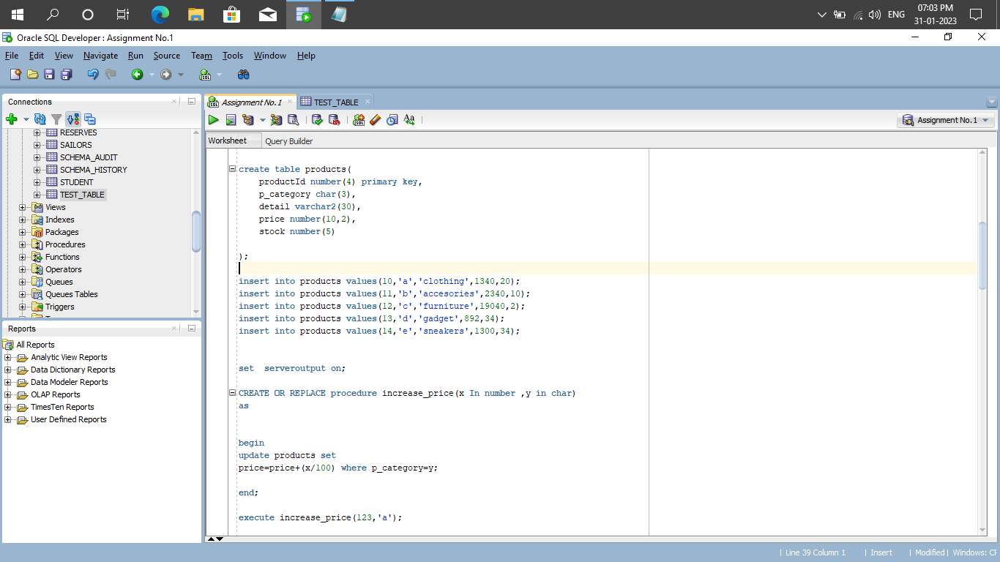 ENG
07:03 PM
31-01-2023
Oracle SQL Developer : Assignment No.1
File Edit View Navigate Run Source Team Tools Window Help
Connections
RESERVES
SAILORS
SCHEMA_AUDIT
SCHEMA_HISTORY
STUDENT
TEST_TABLE
Views
Indexes
Packages
Procedures
Functions
Operators
Queues
Queues Tables
Triggers
Reports
All Reports
Analytic View Reports
Data Dictionary Reports
Data Modeler Reports
OLAP Reports
TimesTen Reports
User Defined Reports
Assignment No.1 TEST_TABLE
Assignment No.1
Worksheet Query Builder
create table products(
productId number(4) primary key,
p_category char(3),
detail varchar2(30),
price number(10,2),
stock number(5)
);
insert into products values(10,'a','clothing',1340,20);
insert into products values(11,'b','accesories',2340,10);
insert into products values(12,'c','furniture',19040,2);
insert into products values(13,'d','gadget',892,34);
insert into products values(14,'e','sneakers',1300,34);
set  serveroutput on;
CREATE OR REPLACE procedure increase_price(x In number ,y in char)
as
begin
update products set
price=price+(x/100) where p_category=y;
end;
execute increase_price(123,'a');
Line 39 Column 1 Insert Modified Windows: